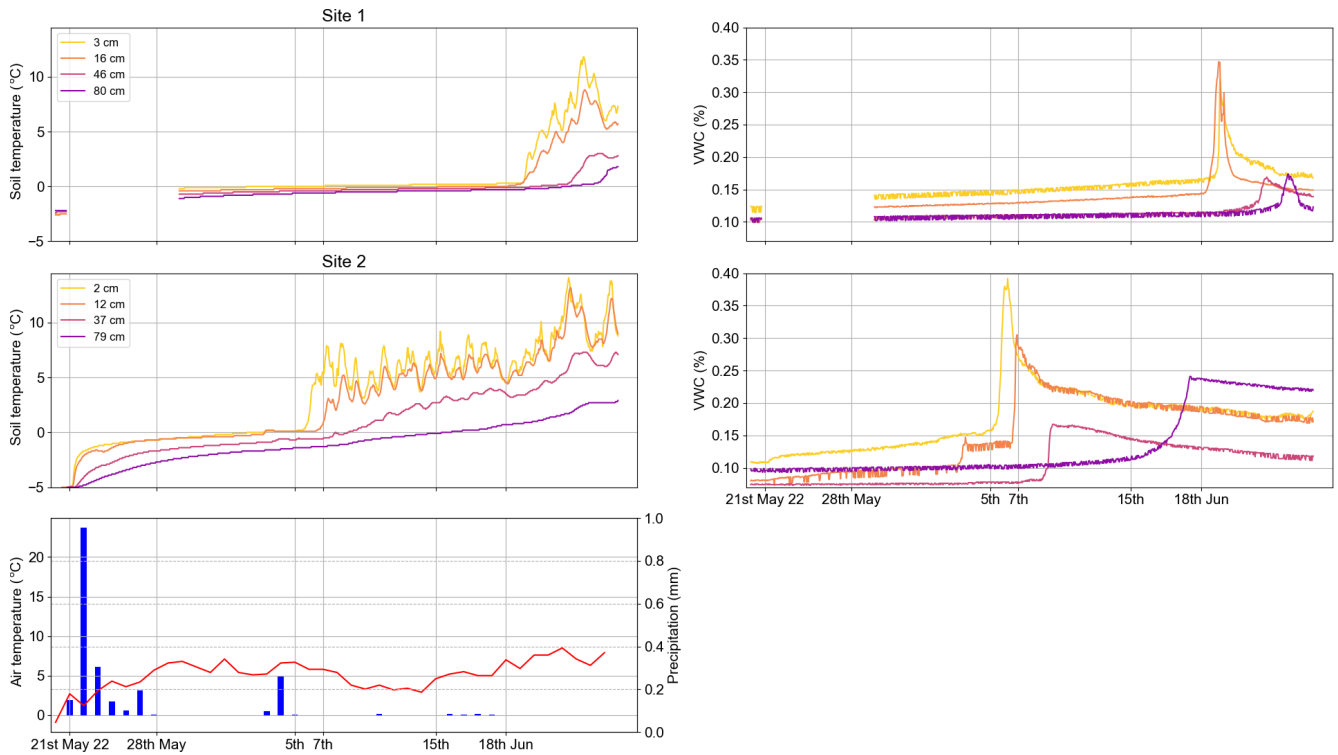 Site 1
Soil temperature (°C)
10
5
0
−5
3 cm
16 cm
46 cm
80 cm
VWC (%)
0.40
0.35
0.30
0.25
0.20
0.15
0.10
Site 2
Soil temperature (°C)
10
5
0
−5
2 cm
12 cm
37 cm
79 cm
VWC (%)
0.40
0.35
0.30
0.25
0.20
0.15
0.10
21st May 22 28th May 5th 7th 15th 18th Jun
Air temperature (°C)
20
15
10
5
0
1.0
0.8
0.6
0.4
0.2
0.0
Precipitation (mm)
21st May 22 28th May 5th 7th 15th 18th Jun